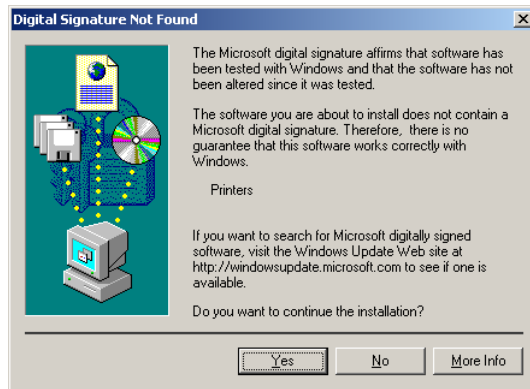 Digital Signature Not Found
The Microsoft digital signature affirms that software has
been tested with Windows and that the software has not
been altered since it was tested.
The software you are about to install does not contain a
Microsoft digital signature. Therefore, there is no
guarantee that this software works correctly with
Windows.
Printers
If you want to search for Microsoft digitally signed
software, visit the Windows Update Web site at
http://windowsupdate.microsoft.com to see if one is
available.
Do you want to continue the installation?
Yes No More Info